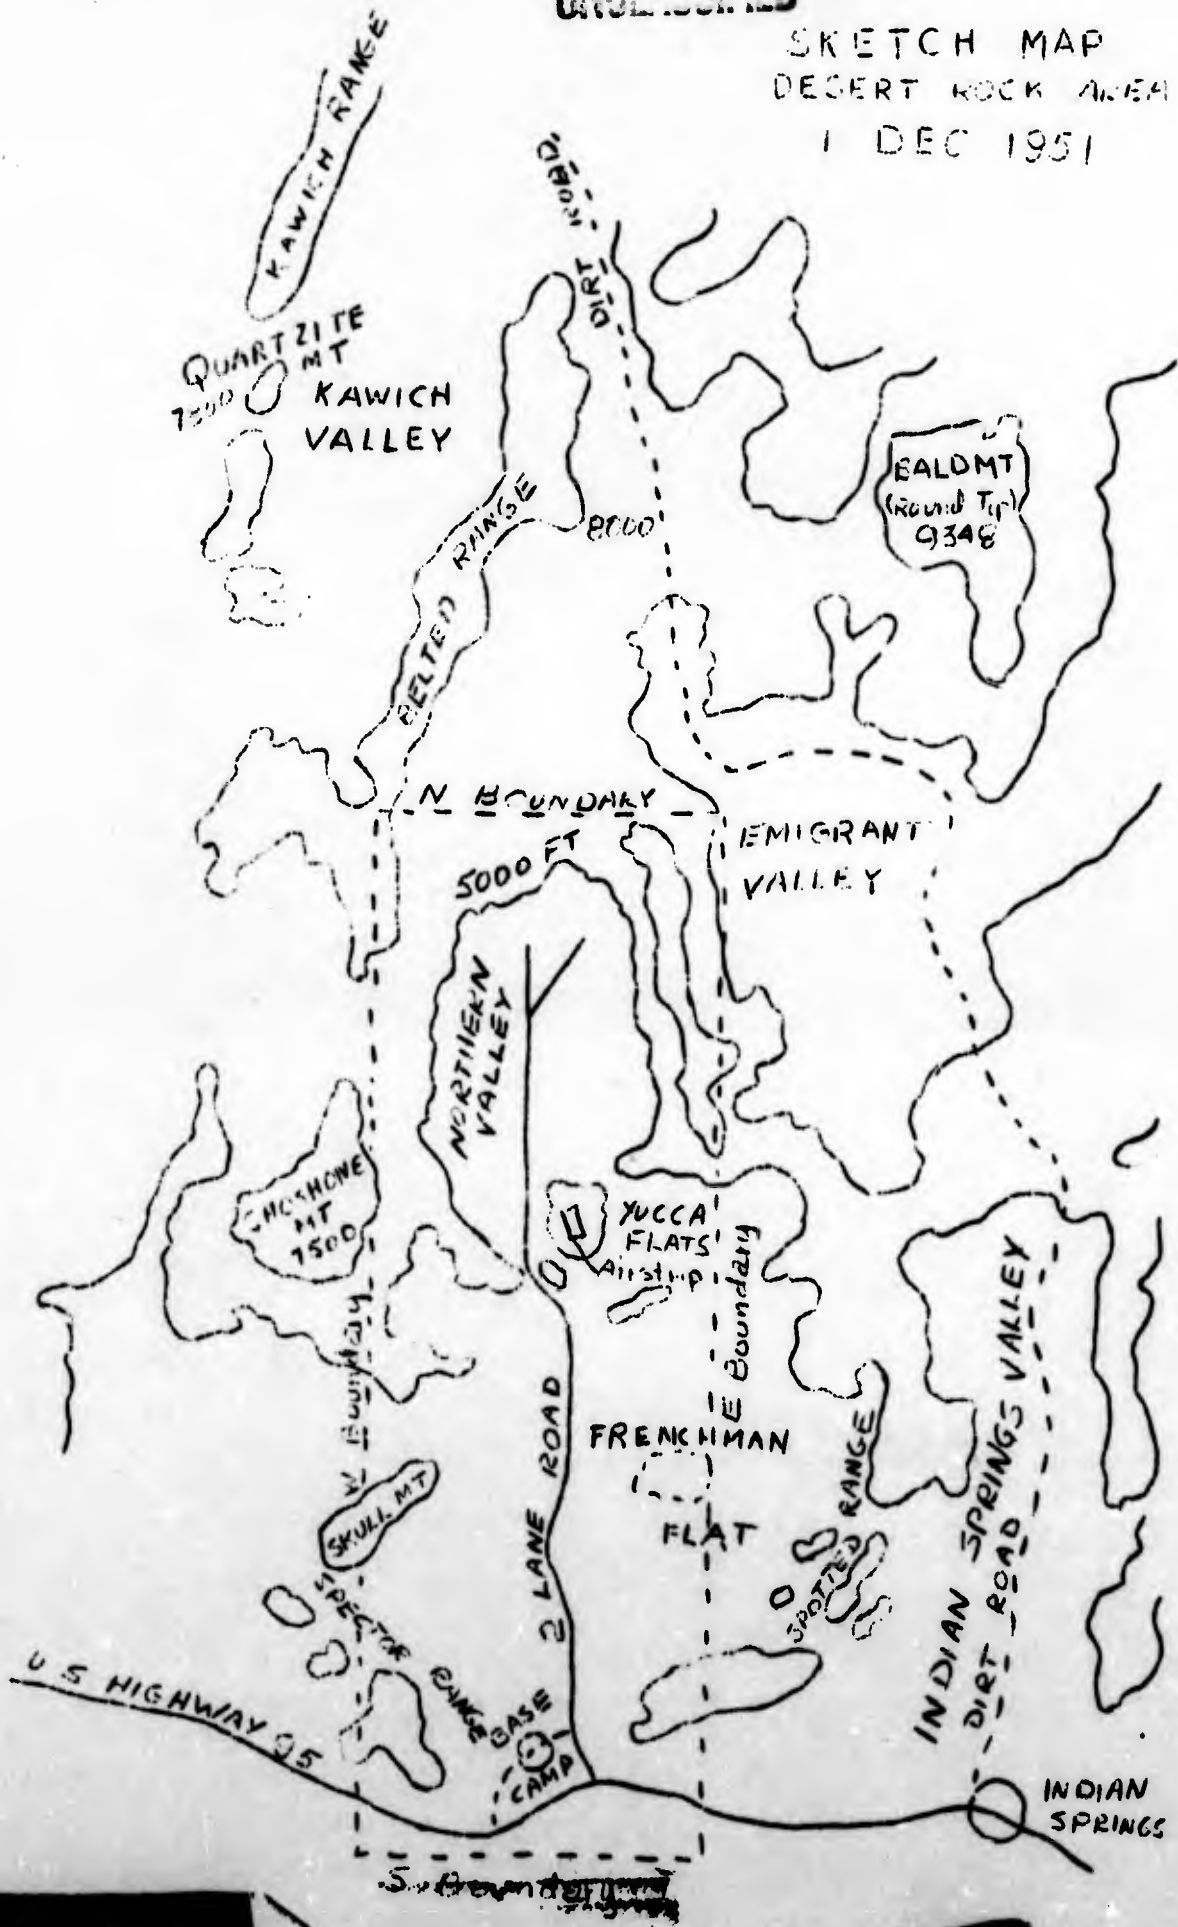 UNCLASSIFIED
SKETCH MAP
DESERT ROCK AREA
1 DEC 1951
KAWICH RANGE
DIRT ROAD
QUARTZITE
MT
7500
KAWICH
VALLEY
BALD MT
(Round Top)
9348
8000
BELTED RANGE
N BOUNDARY
EMIGRANT
VALLEY
5000 FT
NORTHERN
VALLEY
SHOSHONE
MT
7500
YUCCA
FLATS
Airstrip
E Boundary
W Boundary
INDIAN SPRINGS VALLEY
DIRT ROAD
2 LANE ROAD
FRENCHMAN
FLAT
SKULL MT
SPOTTED RANGE
SPECTOR RANGE
U S HIGHWAY 95
BASE
CAMP
INDIAN
SPRINGS
S. Boundary